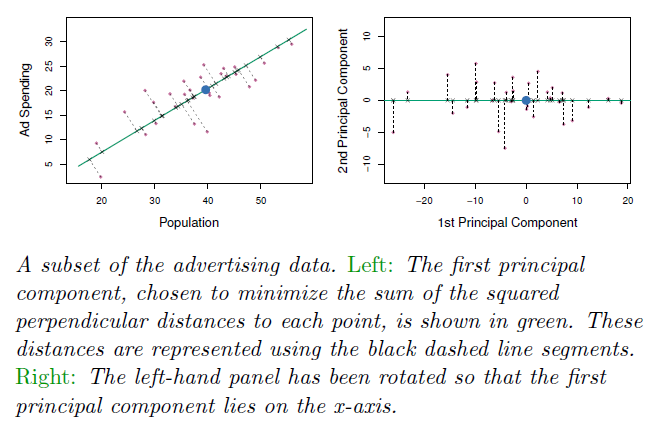 Ad Spending
5 10 15 20 25 30
20 30 40 50
Population
2nd Principal Component
−10 −5 0 5 10
−20 −10 0 10 20
1st Principal Component
A subset of the advertising data. Left: The first principal
component, chosen to minimize the sum of the squared
perpendicular distances to each point, is shown in green. These
distances are represented using the black dashed line segments.
Right: The left-hand panel has been rotated so that the first
principal component lies on the x-axis.